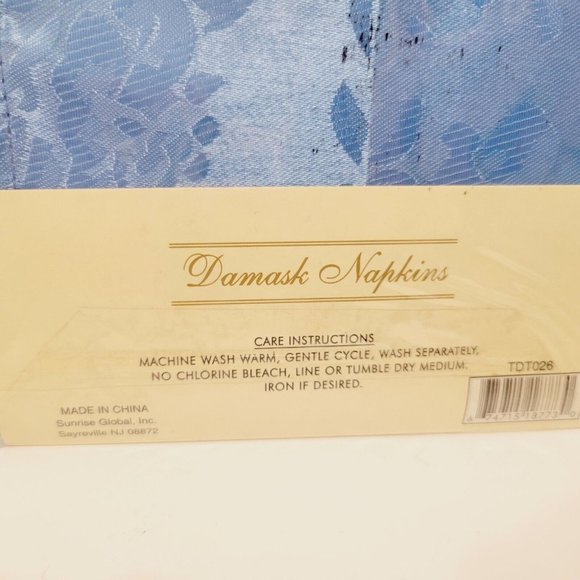 Damask Napkins
CARE INSTRUCTIONS
MACHINE WASH WARM, GENTLE CYCLE, WASH SEPARATELY,
NO CHLORINE BLEACH, LINE OR TUMBLE DRY MEDIUM.
IRON IF DESIRED.
TDT026
MADE IN CHINA
Sunrise Global, Inc.
Sayreville NJ 08872